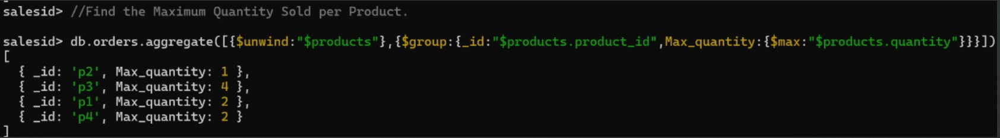 salesid> //Find the Maximum Quantity Sold per Product.
salesid> db.orders.aggregate([{$unwind:"$products"},{$group:{_id:"$products.product_id",Max_quantity:{$max:"$products.quantity"}}}])
[
  { _id: 'p2', Max_quantity: 1 },
  { _id: 'p3', Max_quantity: 4 },
  { _id: 'p1', Max_quantity: 2 },
  { _id: 'p4', Max_quantity: 2 }
]